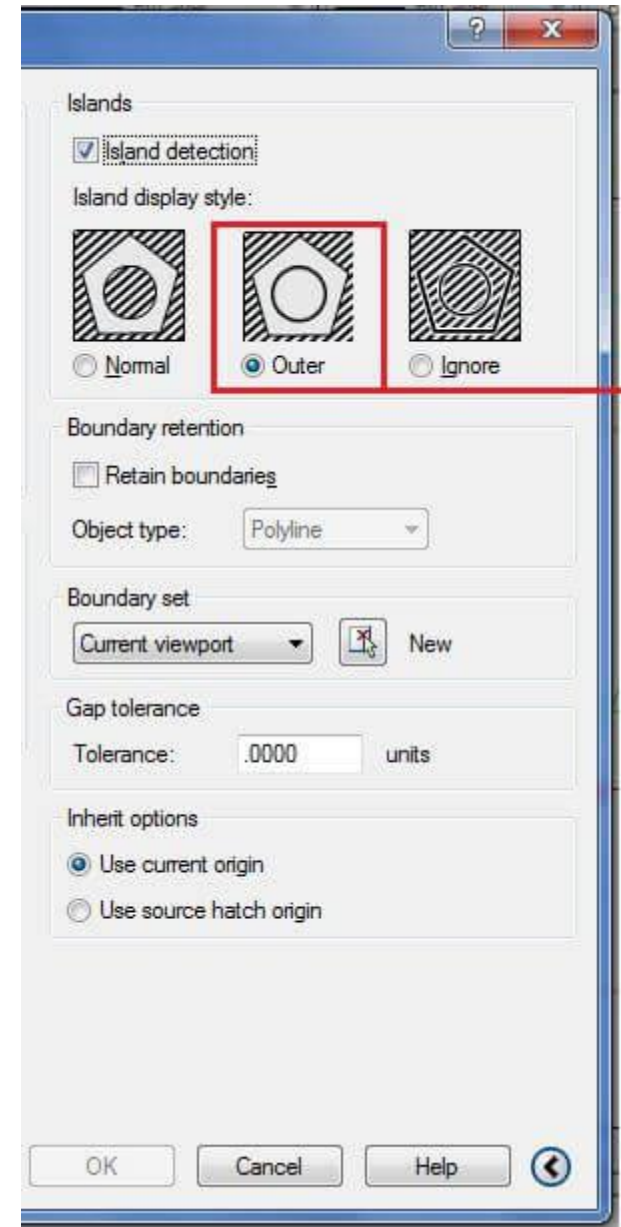 Islands
Island detection
Island display style:
Normal Outer Ignore
Boundary retention
Retain boundaries
Object type: Polyline
Boundary set
Current viewport New
Gap tolerance
Tolerance: .0000 units
Inherit options
Use current origin
Use source hatch origin
OK Cancel Help